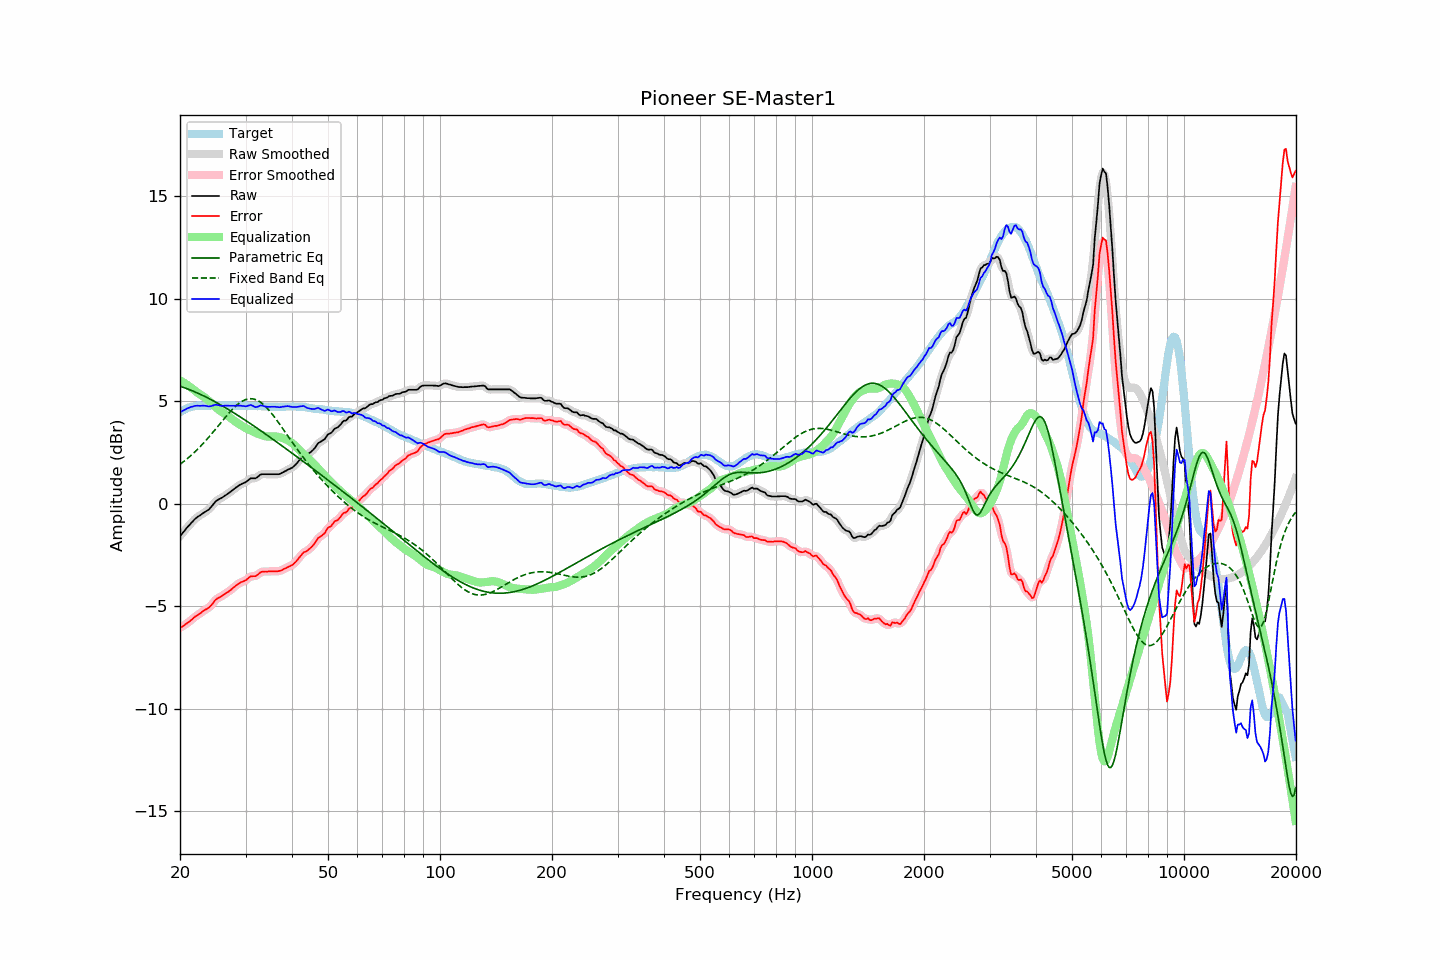 Pioneer SE-Master1
Target
Raw Smoothed
Error Smoothed
Raw
Error
Equalization
Parametric Eq
Fixed Band Eq
Equalized
Amplitude (dBr)
15
10
5
0
−5
−10
−15
20 50 100 200 500 1000 2000 5000 10000 20000
Frequency (Hz)